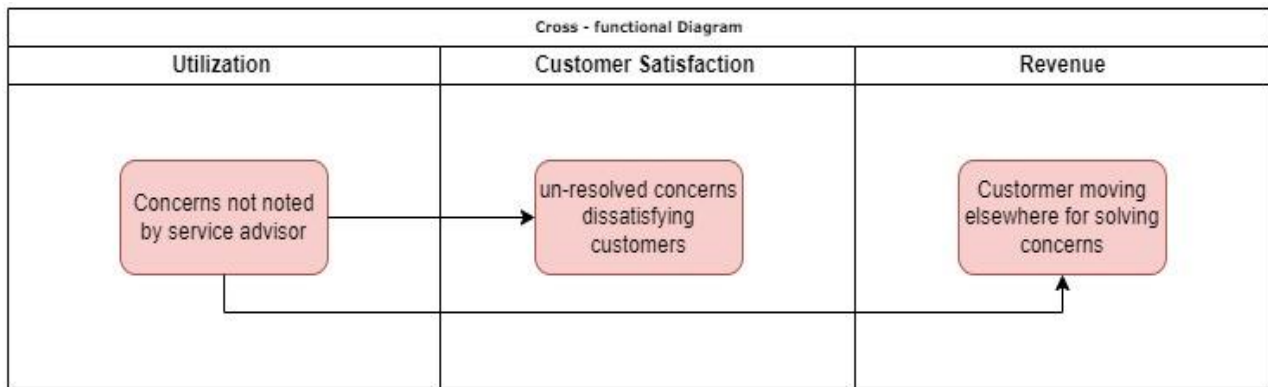 Cross - functional Diagram
Utilization
Customer Satisfaction
Revenue
Concerns not noted
by service advisor
un-resolved concerns
dissatisfying
customers
Custormer moving
elsewhere for solving
concerns